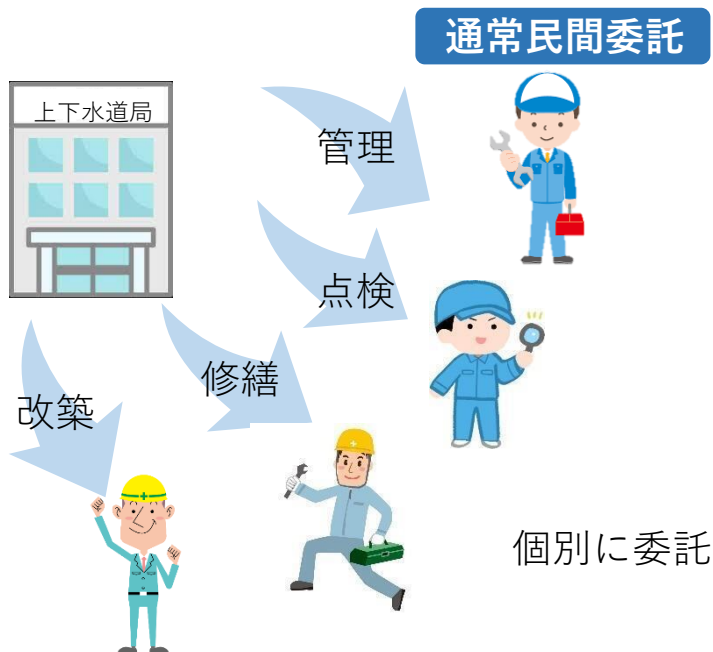 通常民間委託
上下水道局
管理
点検
修繕
改築
個別に委託